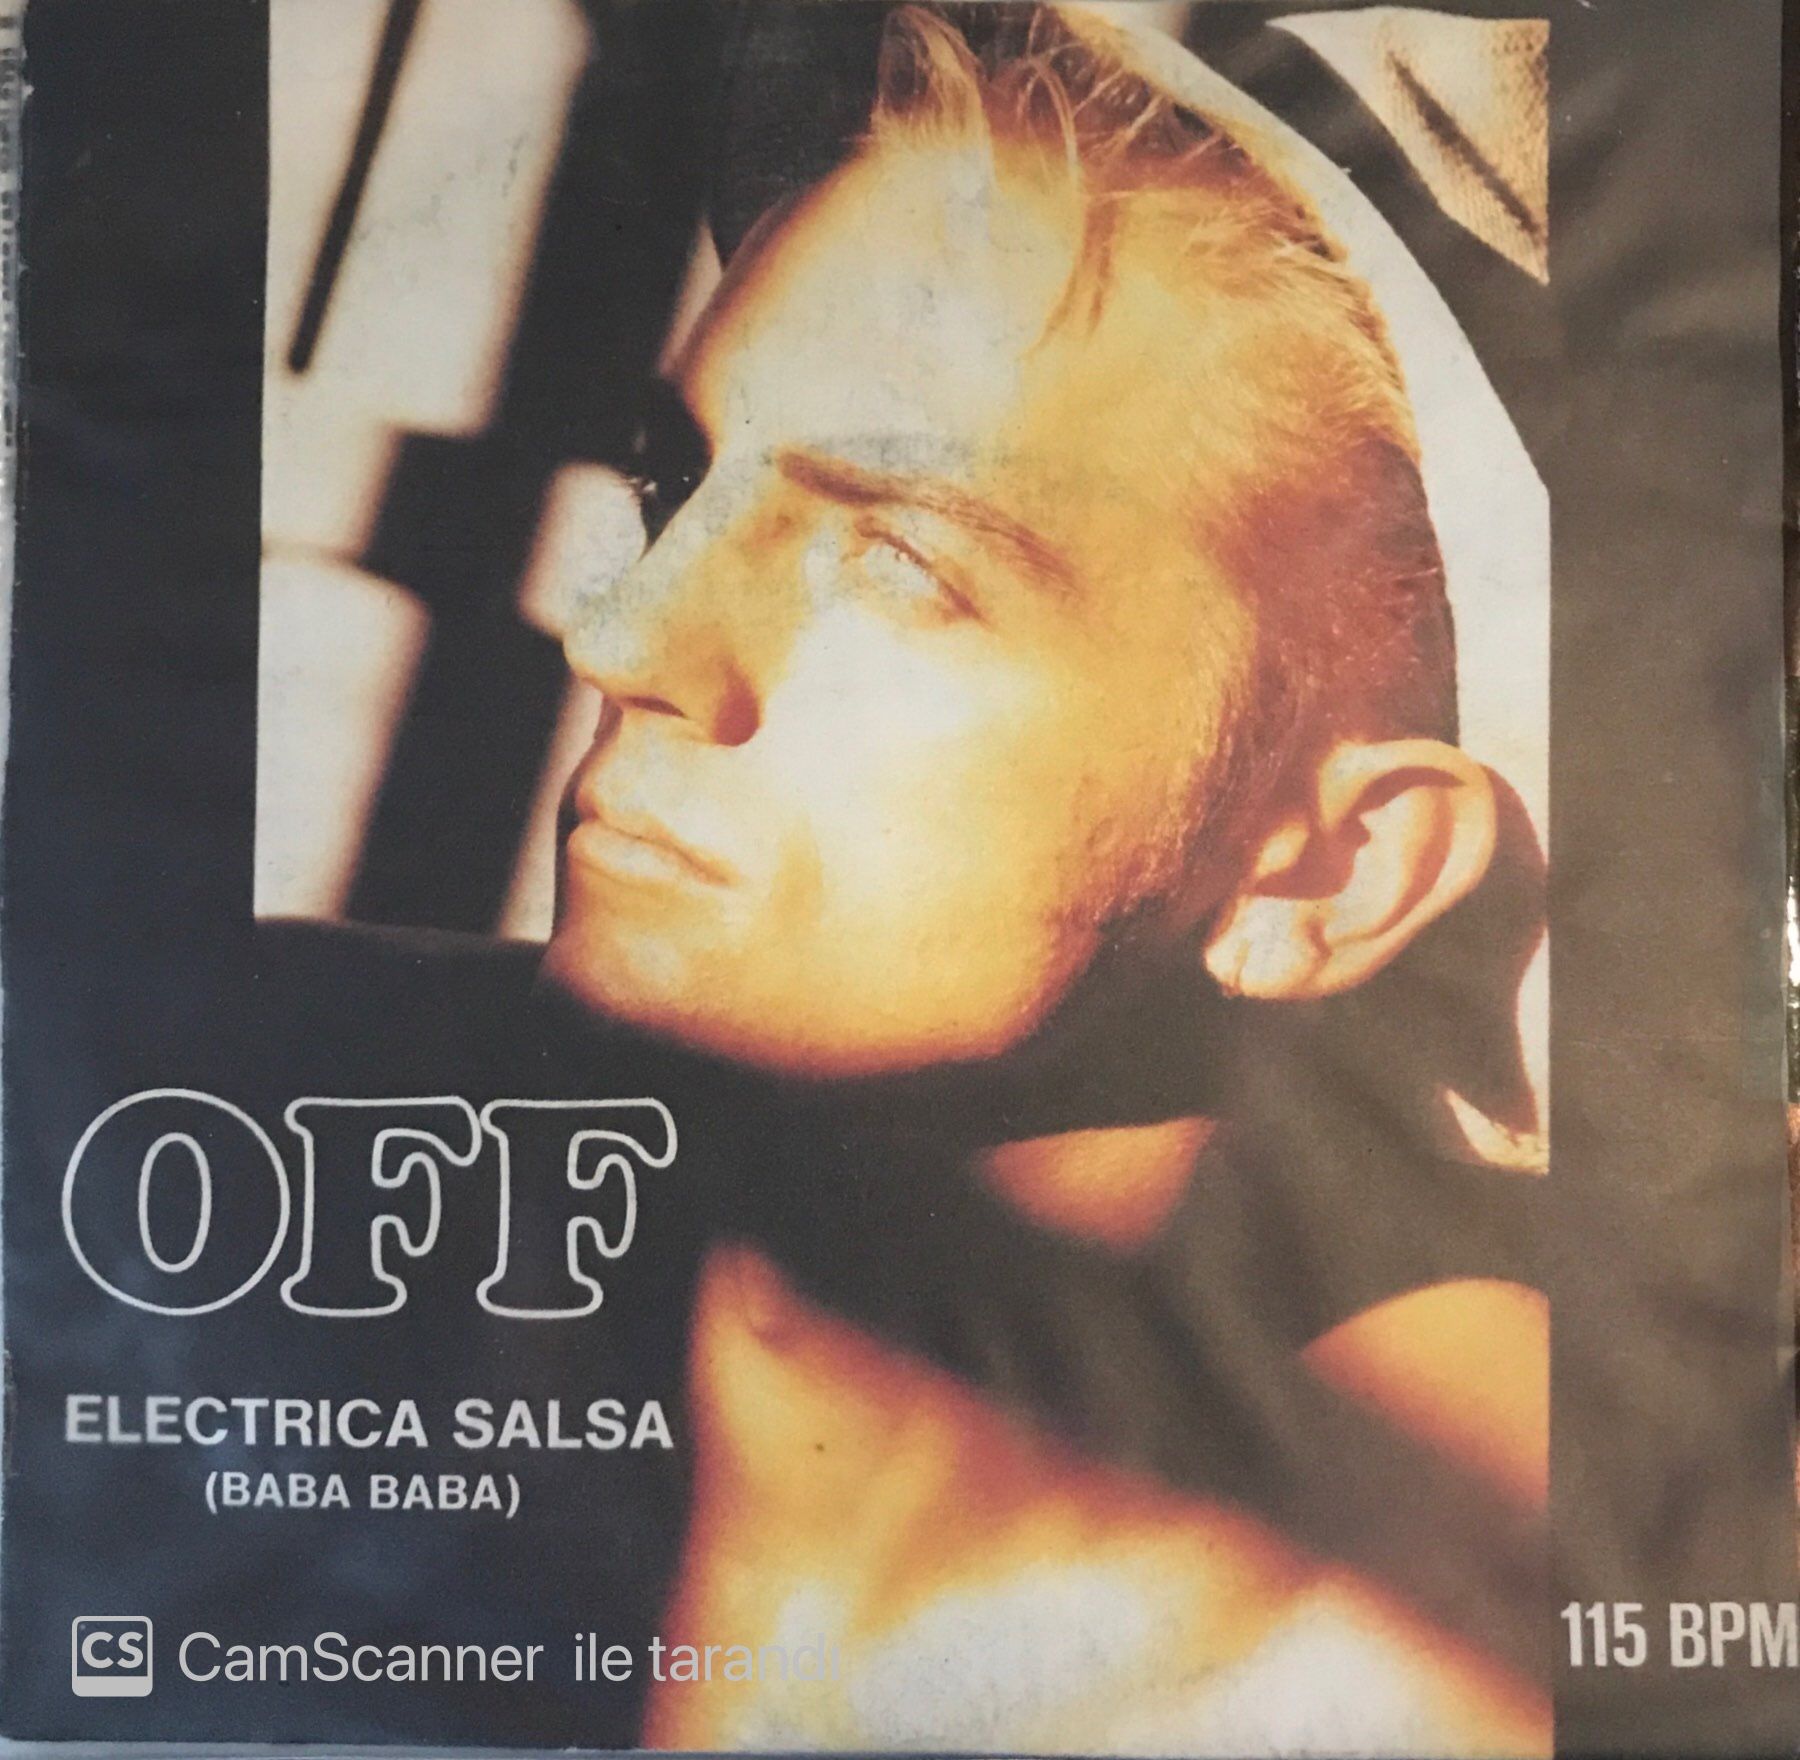 OFF
ELECTRICA SALSA
(BABA BABA)
115 BPM
CS CamScanner ile tarandı